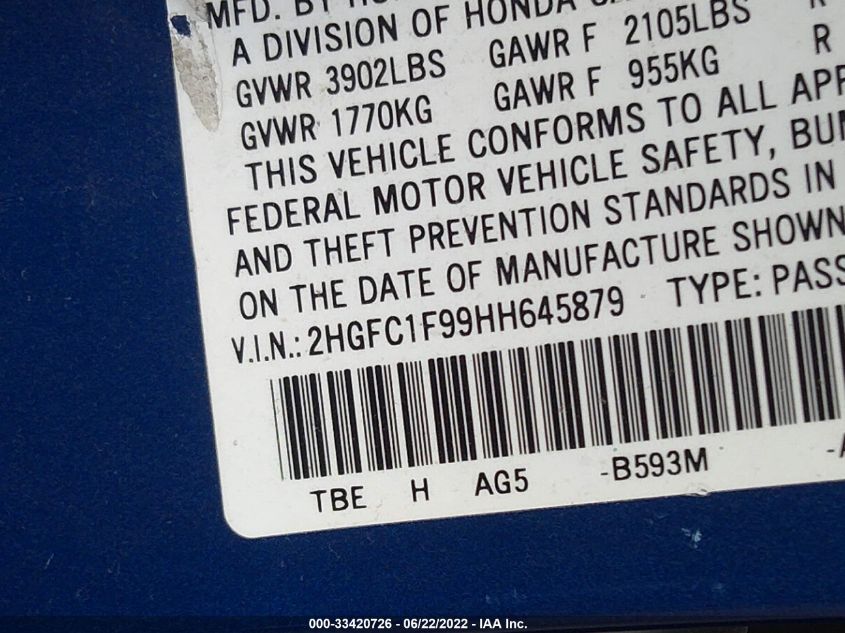 MFD. BY
A DIVISION OF HONDA
GVWR 3902LBS GAWR F 2105LBS R
GVWR 1770KG GAWR F 955KG R
THIS VEHICLE CONFORMS TO ALL
FEDERAL MOTOR VEHICLE SAFETY,
AND THEFT PREVENTION STANDARDS IN
ON THE DATE OF MANUFACTURE SHOWN
V.I.N.: 2HGFC1F99HH645879 TYPE: PASS
TBE H AG5 -B593M -A
000-33420726 - 06/22/2022 - IAA Inc.